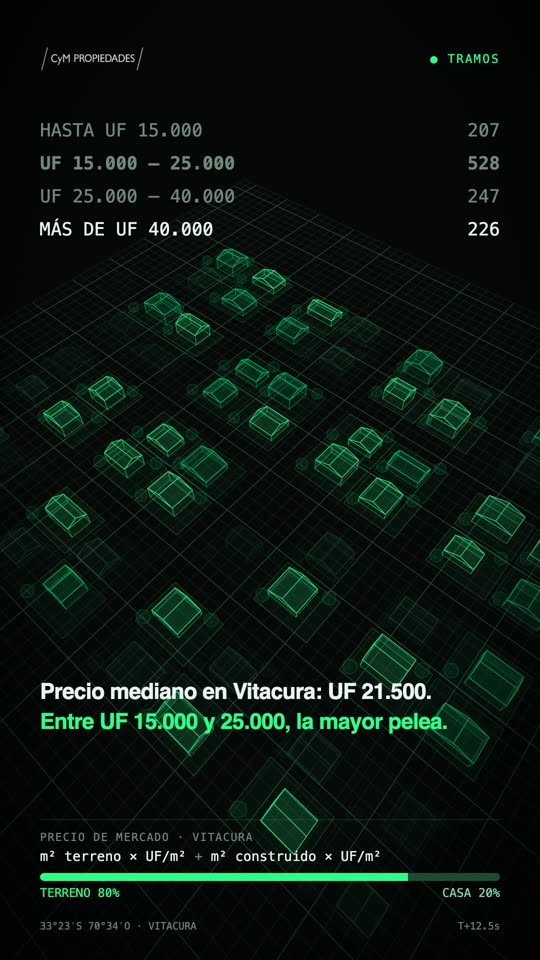 CyM PROPIEDADES
● TRAMOS
HASTA UF 15.000 207
UF 15.000 — 25.000 528
UF 25.000 — 40.000 247
MÁS DE UF 40.000 226
Precio mediano en Vitacura: UF 21.500.
Entre UF 15.000 y 25.000, la mayor pelea.
PRECIO DE MERCADO · VITACURA
m² terreno × UF/m² + m² construido × UF/m²
TERRENO 80% CASA 20%
33°23′S 70°34′O · VITACURA T+12.5s